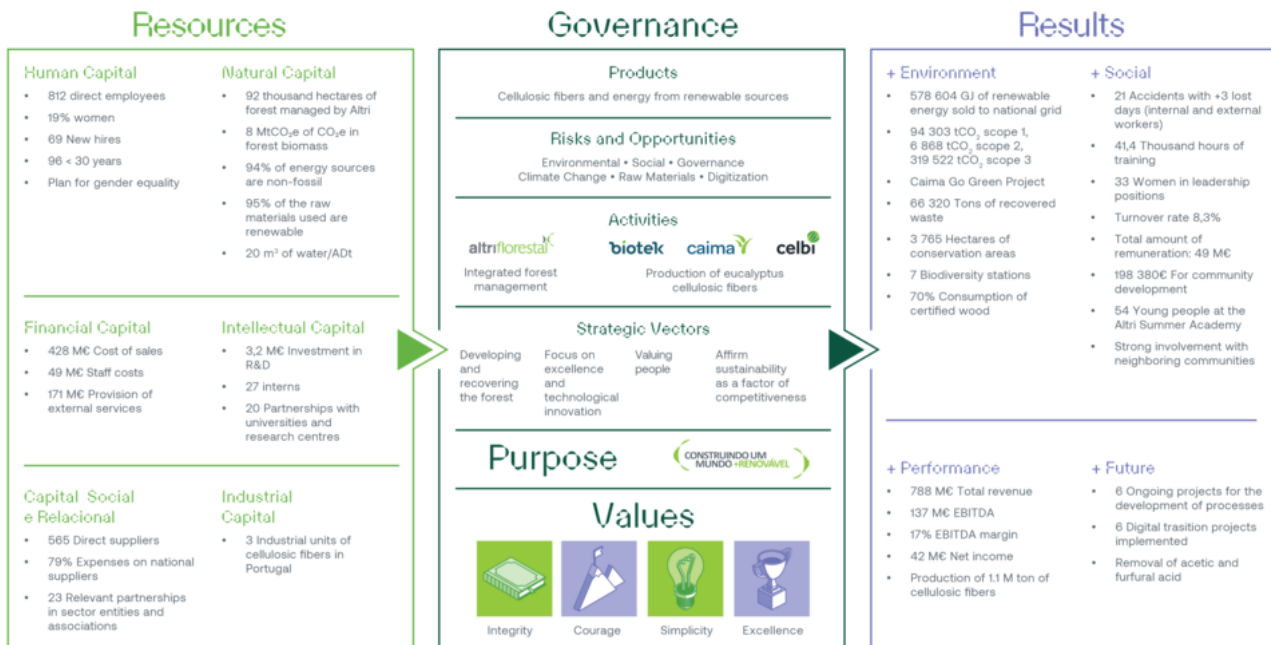 Resources
Human Capital
• 812 direct employees
• 19% women
• 69 New hires
• 96 < 30 years
• Plan for gender equality
Natural Capital
• 92 thousand hectares of
forest managed by Altri
• 8 MtCO₂e of CO₂e in
forest biomass
• 94% of energy sources
are non-fossil
• 95% of the raw
materials used are
renewable
• 20 m³ of water/ADt
Financial Capital
• 428 M€ Cost of sales
• 49 M€ Staff costs
• 171 M€ Provision of
external services
Intellectual Capital
• 3,2 M€ Investment in
R&D
• 27 interns
• 20 Partnerships with
universities and
research centres
Capital Social
e Relacional
• 565 Direct suppliers
• 79% Expenses on national
suppliers
• 23 Relevant partnerships
in sector entities and
associations
Industrial
Capital
• 3 Industrial units of
cellulosic fibers in
Portugal
Governance
Products
Cellulosic fibers and energy from renewable sources
Risks and Opportunities
Environmental • Social • Governance
Climate Change • Raw Materials • Digitization
Activities
altriflorestal
biotek
caima
celbi
Integrated forest
management
Production of eucalyptus
cellulosic fibers
Strategic Vectors
Developing
and
recovering
the forest
Focus on
excellence
and
technological
innovation
Valuing
people
Affirm
sustainability
as a factor of
competitiveness
Purpose
CONSTRUINDO UM
MUNDO +RENOVÁVEL
Values
Integrity
Courage
Simplicity
Excellence
Results
+ Environment
• 578 604 GJ of renewable
energy sold to national grid
• 94 303 tCO₂ scope 1,
6 868 tCO₂ scope 2,
319 522 tCO₂ scope 3
• Caima Go Green Project
• 66 320 Tons of recovered
waste
• 3 765 Hectares of
conservation areas
• 7 Biodiversity stations
• 70% Consumption of
certified wood
+ Social
• 21 Accidents with +3 lost
days (internal and external
workers)
• 41,4 Thousand hours of
training
• 33 Women in leadership
positions
• Turnover rate 8,3%
• Total amount of
remuneration: 49 M€
• 198 380€ For community
development
• 54 Young people at the
Altri Summer Academy
• Strong involvement with
neighboring communities
+ Performance
• 788 M€ Total revenue
• 137 M€ EBITDA
• 17% EBITDA margin
• 42 M€ Net income
• Production of 1.1 M ton of
cellulosic fibers
+ Future
• 6 Ongoing projects for the
development of processes
• 6 Digital trasition projects
implemented
• Removal of acetic and
furfural acid